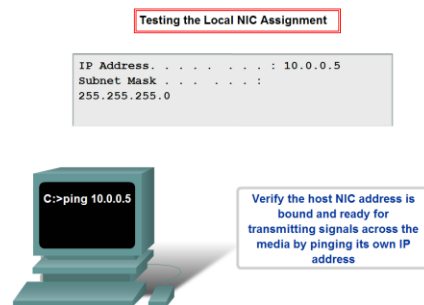 Testing the Local NIC Assignment
IP Address. . . . . . . . : 10.0.0.5
Subnet Mask . . . . . . :
255.255.255.0
C:>ping 10.0.0.5
Verify the host NIC address is
bound and ready for
transmitting signals across the
media by pinging its own IP
address